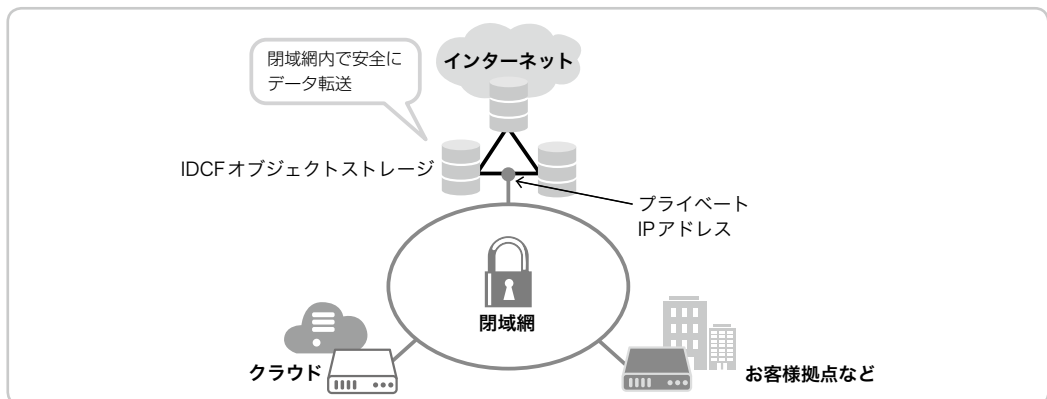 閉域網内で安全に
データ転送
インターネット
IDCFオブジェクトストレージ
プライベート
IPアドレス
閉域網
クラウド
お客様拠点など